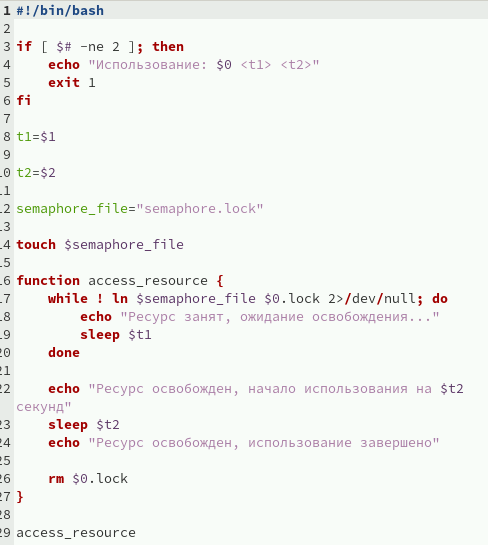 1 #!/bin/bash
2
3 if [ $# -ne 2 ]; then
4     echo "Использование: $0 <t1> <t2>"
5     exit 1
6 fi
7
8 t1=$1
9
10 t2=$2
11
12 semaphore_file="semaphore.lock"
13
14 touch $semaphore_file
15
16 function access_resource {
17     while ! ln $semaphore_file $0.lock 2>/dev/null; do
18         echo "Ресурс занят, ожидание освобождения..."
19         sleep $t1
20     done
21
22     echo "Ресурс освобожден, начало использования на $t2
секунд"
23     sleep $t2
24     echo "Ресурс освобожден, использование завершено"
25
26     rm $0.lock
27 }
28
29 access_resource